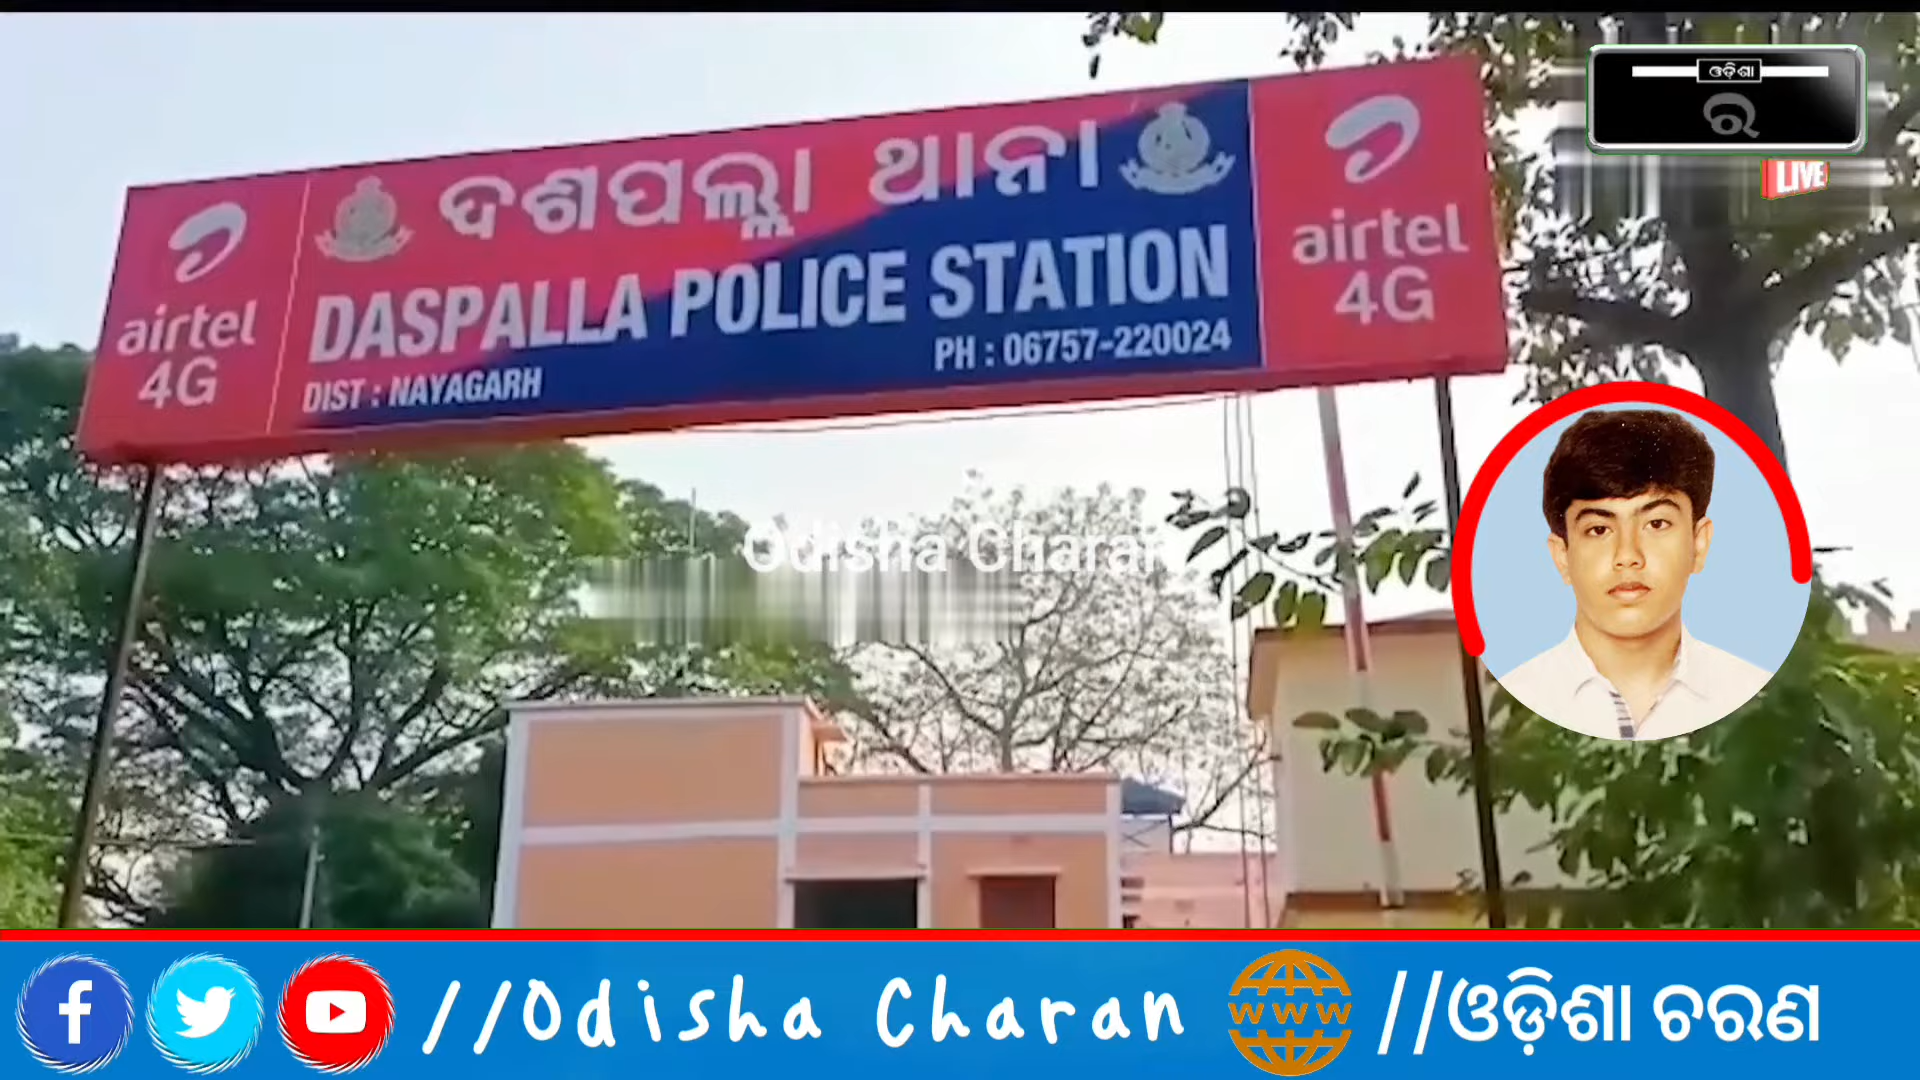 ଓଡ଼ିଶା
ର
LIVE
ଦଶପଲ୍ଲା ଥାନା
DASPALLA POLICE STATION
PH : 06757-220024
DIST : NAYAGARH
airtel
4G
airtel
4G
Odisha Charan
//Odisha Charan
www
//ଓଡ଼ିଶା ଚରଣ